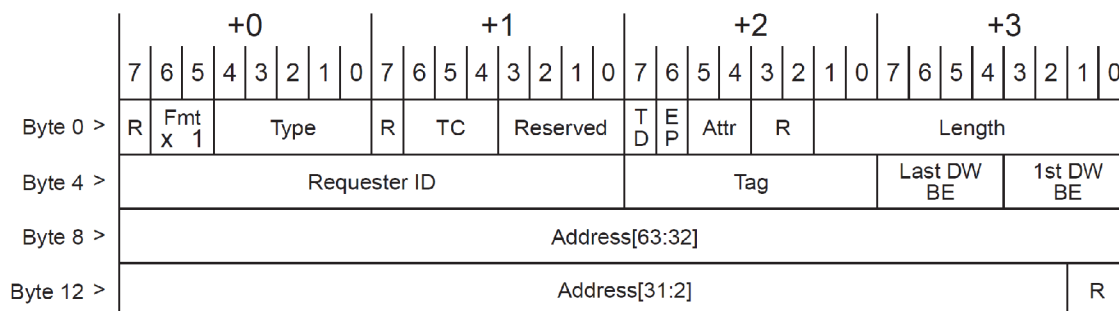 +0 +1 +2 +3
7 6 5 4 3 2 1 0 7 6 5 4 3 2 1 0 7 6 5 4 3 2 1 0 7 6 5 4 3 2 1 0
Byte 0 > R Fmt x 1 Type R TC Reserved TD EP Attr R Length
Byte 4 > Requester ID Tag Last DW BE 1st DW BE
Byte 8 > Address[63:32]
Byte 12 > Address[31:2] R